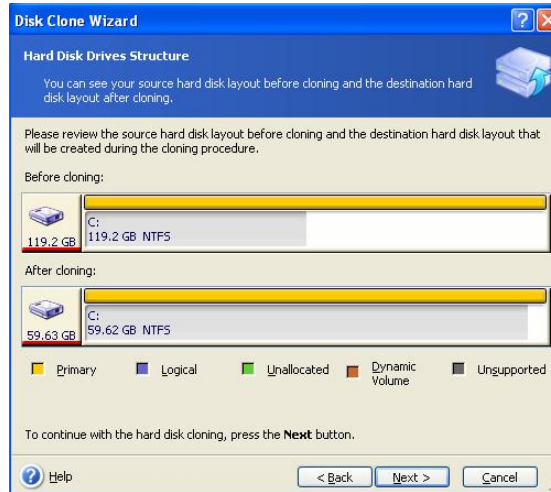 Disk Clone Wizard
Hard Disk Drives Structure
You can see your source hard disk layout before cloning and the destination hard
disk layout after cloning.
Please review the source hard disk layout before cloning and the destination hard disk layout that
will be created during the cloning procedure.
Before cloning:
119.2 GB
C:
119.2 GB NTFS
After cloning:
59.63 GB
C:
59.62 GB NTFS
Primary
Logical
Unallocated
Dynamic
Volume
Unsupported
To continue with the hard disk cloning, press the Next button.
Help
< Back
Next >
Cancel